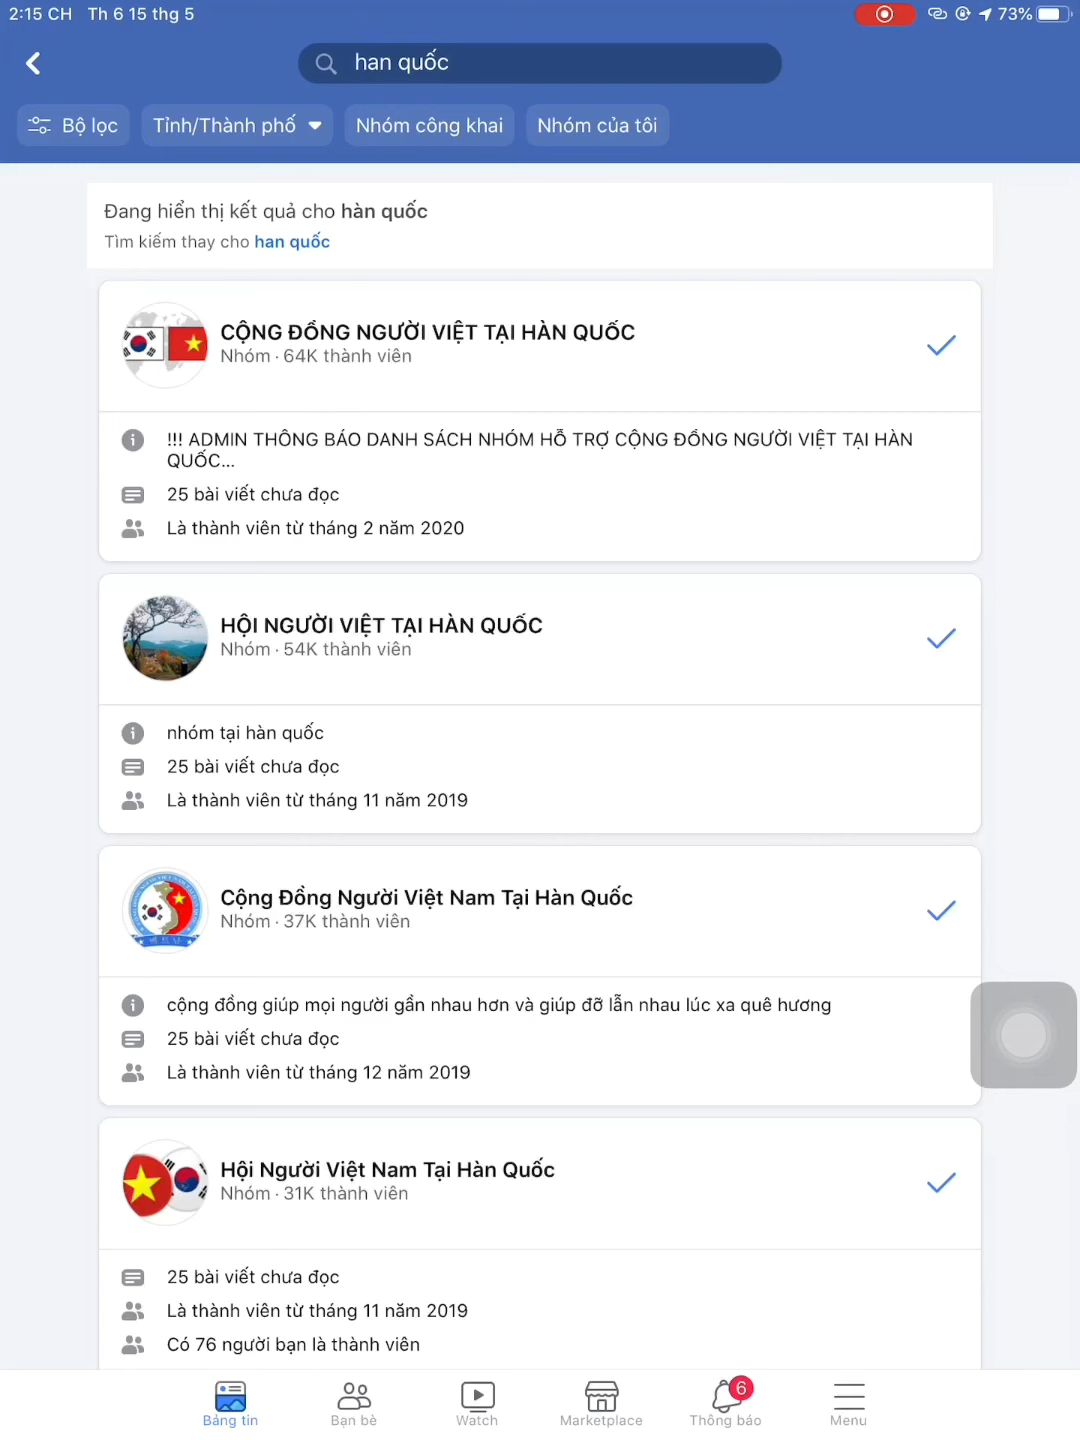 2:15 CH Th 6 15 thg 5
73%
han quốc
Bộ lọc
Tỉnh/Thành phố
Nhóm công khai
Nhóm của tôi
Đang hiển thị kết quả cho hàn quốc
Tìm kiếm thay cho han quốc
CỘNG ĐỒNG NGƯỜI VIỆT TẠI HÀN QUỐC
Nhóm · 64K thành viên
!!! ADMIN THÔNG BÁO DANH SÁCH NHÓM HỖ TRỢ CỘNG ĐỒNG NGƯỜI VIỆT TẠI HÀN
QUỐC...
25 bài viết chưa đọc
Là thành viên từ tháng 2 năm 2020
HỘI NGƯỜI VIỆT TẠI HÀN QUỐC
Nhóm · 54K thành viên
nhóm tại hàn quốc
25 bài viết chưa đọc
Là thành viên từ tháng 11 năm 2019
Cộng Đồng Người Việt Nam Tại Hàn Quốc
Nhóm · 37K thành viên
cộng đồng giúp mọi người gần nhau hơn và giúp đỡ lẫn nhau lúc xa quê hương
25 bài viết chưa đọc
Là thành viên từ tháng 12 năm 2019
Hội Người Việt Nam Tại Hàn Quốc
Nhóm · 31K thành viên
25 bài viết chưa đọc
Là thành viên từ tháng 11 năm 2019
Có 76 người bạn là thành viên
6
Bảng tin
Bạn bè
Watch
Marketplace
Thông báo
Menu